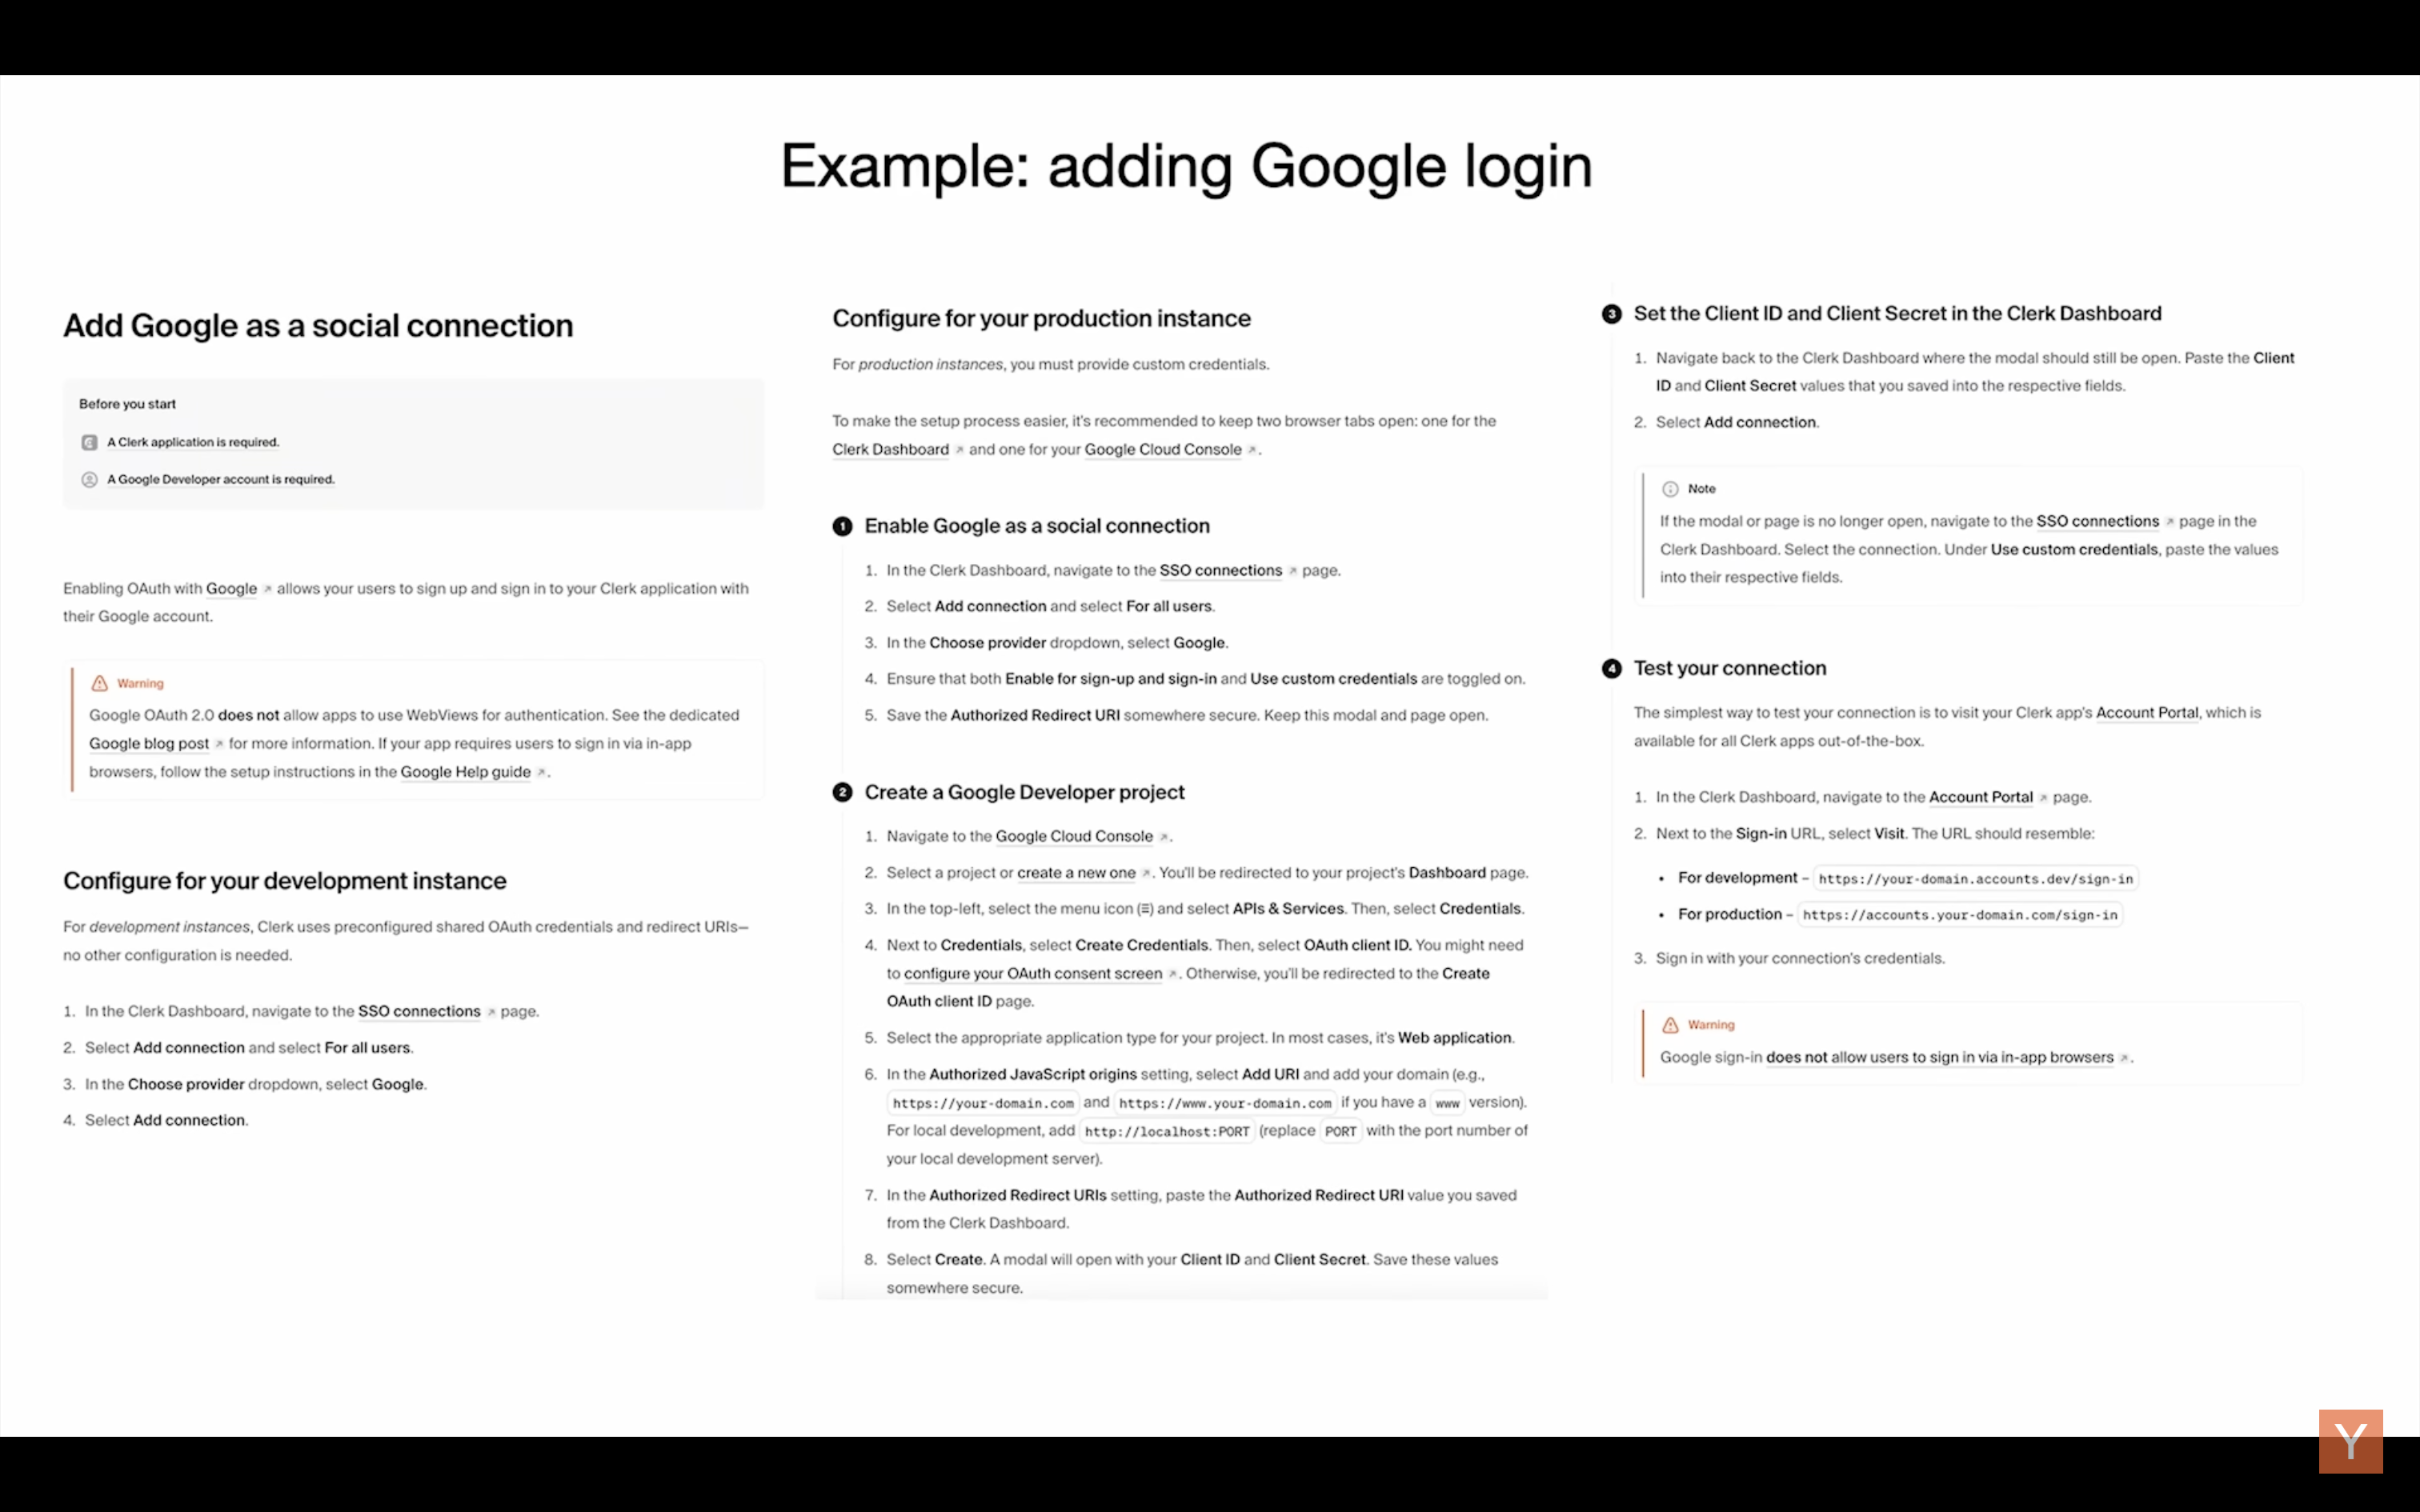 Example: adding Google login
Add Google as a social connection
Before you start
A Clerk application is required.
A Google Developer account is required.
Enabling OAuth with Google ↗ allows your users to sign up and sign in to your Clerk application with
their Google account.
Warning
Google OAuth 2.0 does not allow apps to use WebViews for authentication. See the dedicated
Google blog post ↗ for more information. If your app requires users to sign in via in-app
browsers, follow the setup instructions in the Google Help guide ↗.
Configure for your development instance
For development instances, Clerk uses preconfigured shared OAuth credentials and redirect URIs—
no other configuration is needed.
1. In the Clerk Dashboard, navigate to the SSO connections ↗ page.
2. Select Add connection and select For all users.
3. In the Choose provider dropdown, select Google.
4. Select Add connection.
Configure for your production instance
For production instances, you must provide custom credentials.
To make the setup process easier, it's recommended to keep two browser tabs open: one for the
Clerk Dashboard ↗ and one for your Google Cloud Console ↗.
1 Enable Google as a social connection
1. In the Clerk Dashboard, navigate to the SSO connections ↗ page.
2. Select Add connection and select For all users.
3. In the Choose provider dropdown, select Google.
4. Ensure that both Enable for sign-up and sign-in and Use custom credentials are toggled on.
5. Save the Authorized Redirect URI somewhere secure. Keep this modal and page open.
2 Create a Google Developer project
1. Navigate to the Google Cloud Console ↗.
2. Select a project or create a new one ↗. You'll be redirected to your project's Dashboard page.
3. In the top-left, select the menu icon (≡) and select APIs & Services. Then, select Credentials.
4. Next to Credentials, select Create Credentials. Then, select OAuth client ID. You might need
to configure your OAuth consent screen ↗. Otherwise, you'll be redirected to the Create
OAuth client ID page.
5. Select the appropriate application type for your project. In most cases, it's Web application.
6. In the Authorized JavaScript origins setting, select Add URI and add your domain (e.g.,
https://your-domain.com and https://www.your-domain.com if you have a www version).
For local development, add http://localhost:PORT (replace PORT with the port number of
your local development server).
7. In the Authorized Redirect URIs setting, paste the Authorized Redirect URI value you saved
from the Clerk Dashboard.
8. Select Create. A modal will open with your Client ID and Client Secret. Save these values
somewhere secure.
3 Set the Client ID and Client Secret in the Clerk Dashboard
1. Navigate back to the Clerk Dashboard where the modal should still be open. Paste the Client
ID and Client Secret values that you saved into the respective fields.
2. Select Add connection.
Note
If the modal or page is no longer open, navigate to the SSO connections ↗ page in the
Clerk Dashboard. Select the connection. Under Use custom credentials, paste the values
into their respective fields.
4 Test your connection
The simplest way to test your connection is to visit your Clerk app's Account Portal, which is
available for all Clerk apps out-of-the-box.
1. In the Clerk Dashboard, navigate to the Account Portal ↗ page.
2. Next to the Sign-in URL, select Visit. The URL should resemble:
• For development – https://your-domain.accounts.dev/sign-in
• For production – https://accounts.your-domain.com/sign-in
3. Sign in with your connection's credentials.
Warning
Google sign-in does not allow users to sign in via in-app browsers ↗.
Y